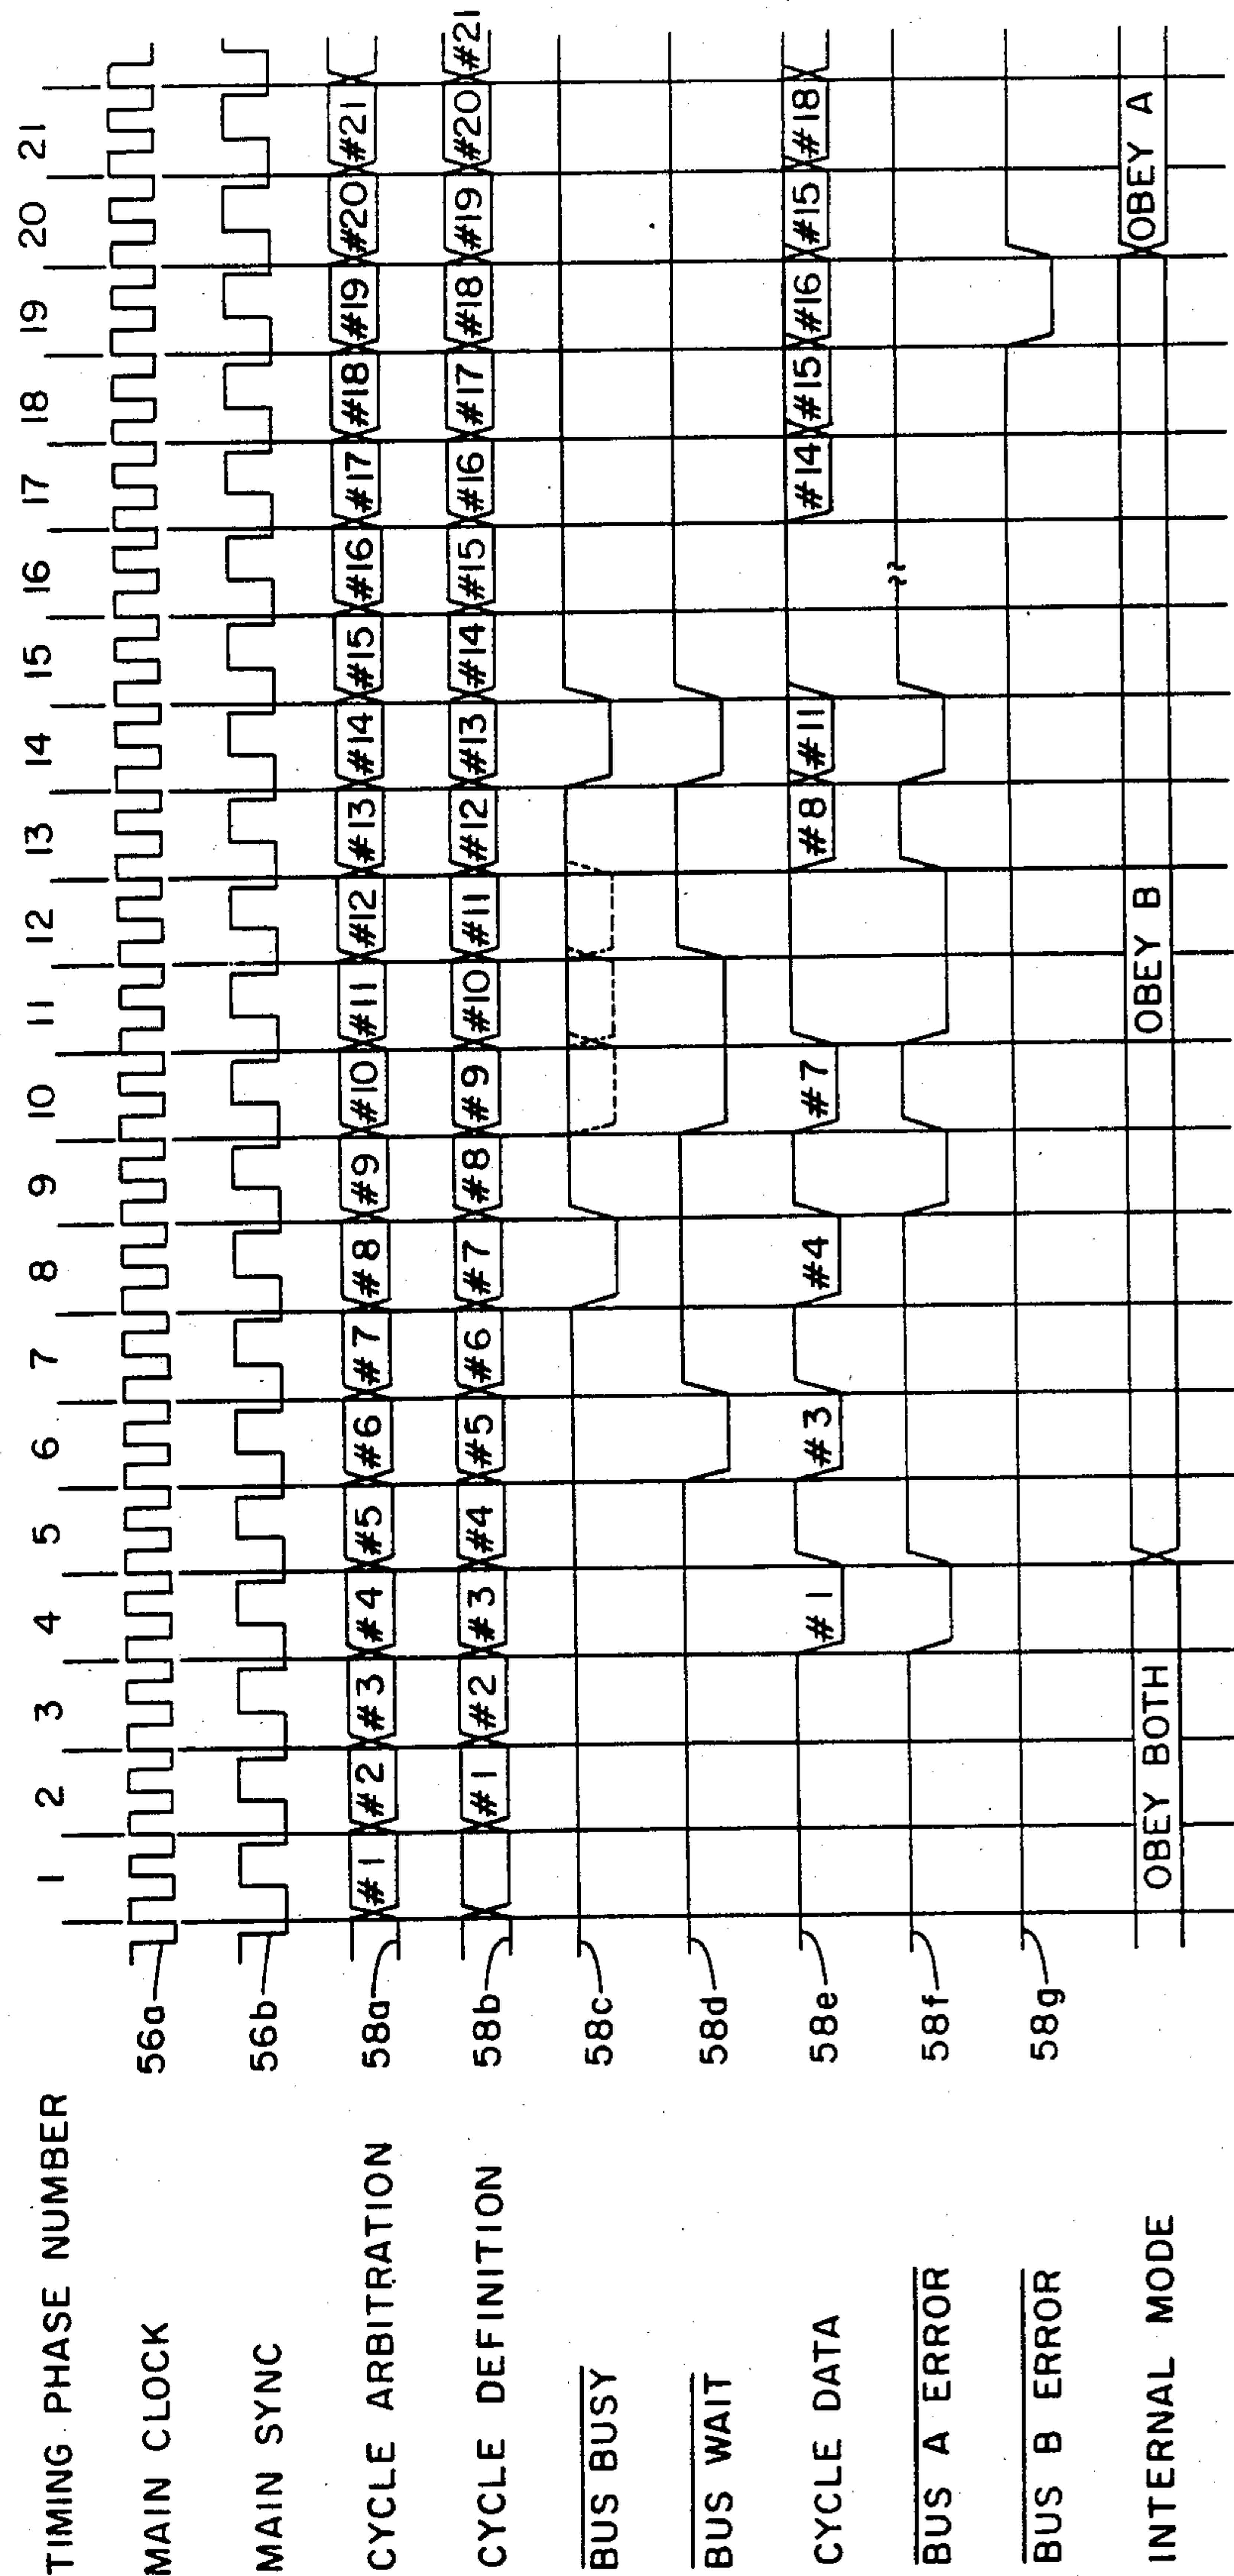 TIMING PHASE NUMBER 1 2 3 4 5 6 7 8 9 10 11 12 13 14 15 16 17 18 19 20 21
MAIN CLOCK 56a
MAIN SYNC 56b
CYCLE ARBITRATION 58a #1 #2 #3 #4 #5 #6 #7 #8 #9 #10 #11 #12 #13 #14 #15 #16 #17 #18 #19 #20 #21
CYCLE DEFINITION 58b #1 #2 #3 #4 #5 #6 #7 #8 #9 #10 #11 #12 #13 #14 #15 #16 #17 #18 #19 #20 #21
BUS BUSY 58c
BUS WAIT 58d
CYCLE DATA 58e #1 #3 #4 #7 #8 #11 #14 #15 #16 #15 #18
BUS A ERROR 58f
BUS B ERROR 58g
INTERNAL MODE OBEY BOTH OBEY B OBEY A